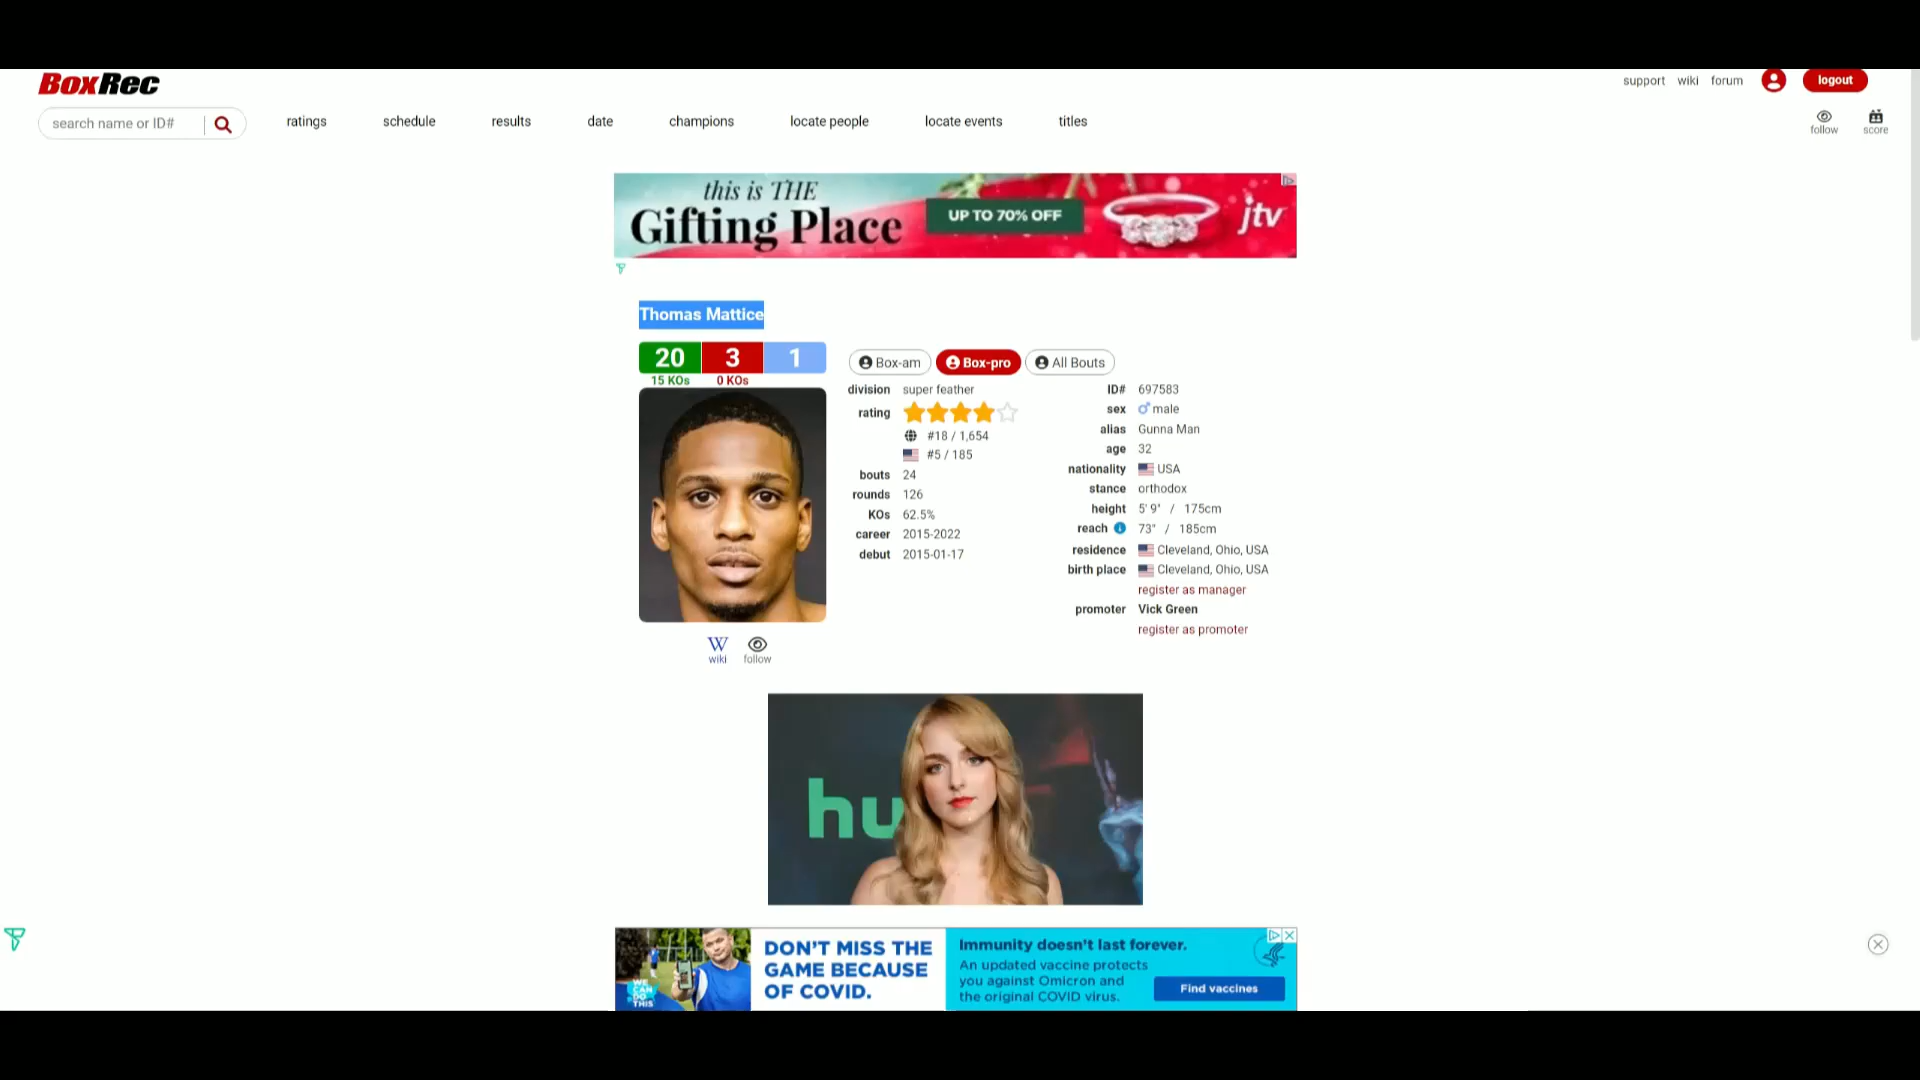 BoxRec
support wiki forum logout
search name or ID#
ratings schedule results date champions locate people locate events titles
follow score
this is THE
Gifting Place
UP TO 70% OFF
jtv
Thomas Mattice
20 3 1
15 KOs 0 KOs
Box-am Box-pro All Bouts
division super feather
rating
#18 / 1,654
#5 / 185
bouts 24
rounds 126
KOs 62.5%
career 2015-2022
debut 2015-01-17
ID# 697583
sex male
alias Gunna Man
age 32
nationality USA
stance orthodox
height 5' 9" / 175cm
reach 73" / 185cm
residence Cleveland, Ohio, USA
birth place Cleveland, Ohio, USA
register as manager
promoter Vick Green
register as promoter
W
wiki follow
hu
WE CAN DO THIS
DON'T MISS THE
GAME BECAUSE
OF COVID.
Immunity doesn't last forever.
An updated vaccine protects
you against Omicron and
the original COVID virus.
Find vaccines